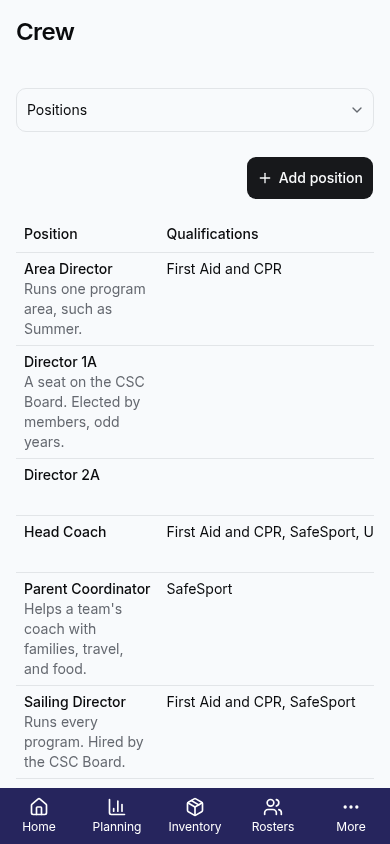 Crew
Positions
Add position
Position Qualifications
Area Director First Aid and CPR
Runs one program
area, such as
Summer.
Director 1A
A seat on the CSC
Board. Elected by
members, odd
years.
Director 2A
Head Coach First Aid and CPR, SafeSport, U
Parent Coordinator SafeSport
Helps a team's
coach with
families, travel,
and food.
Sailing Director First Aid and CPR, SafeSport
Runs every
program. Hired by
the CSC Board.
Home Planning Inventory Rosters More